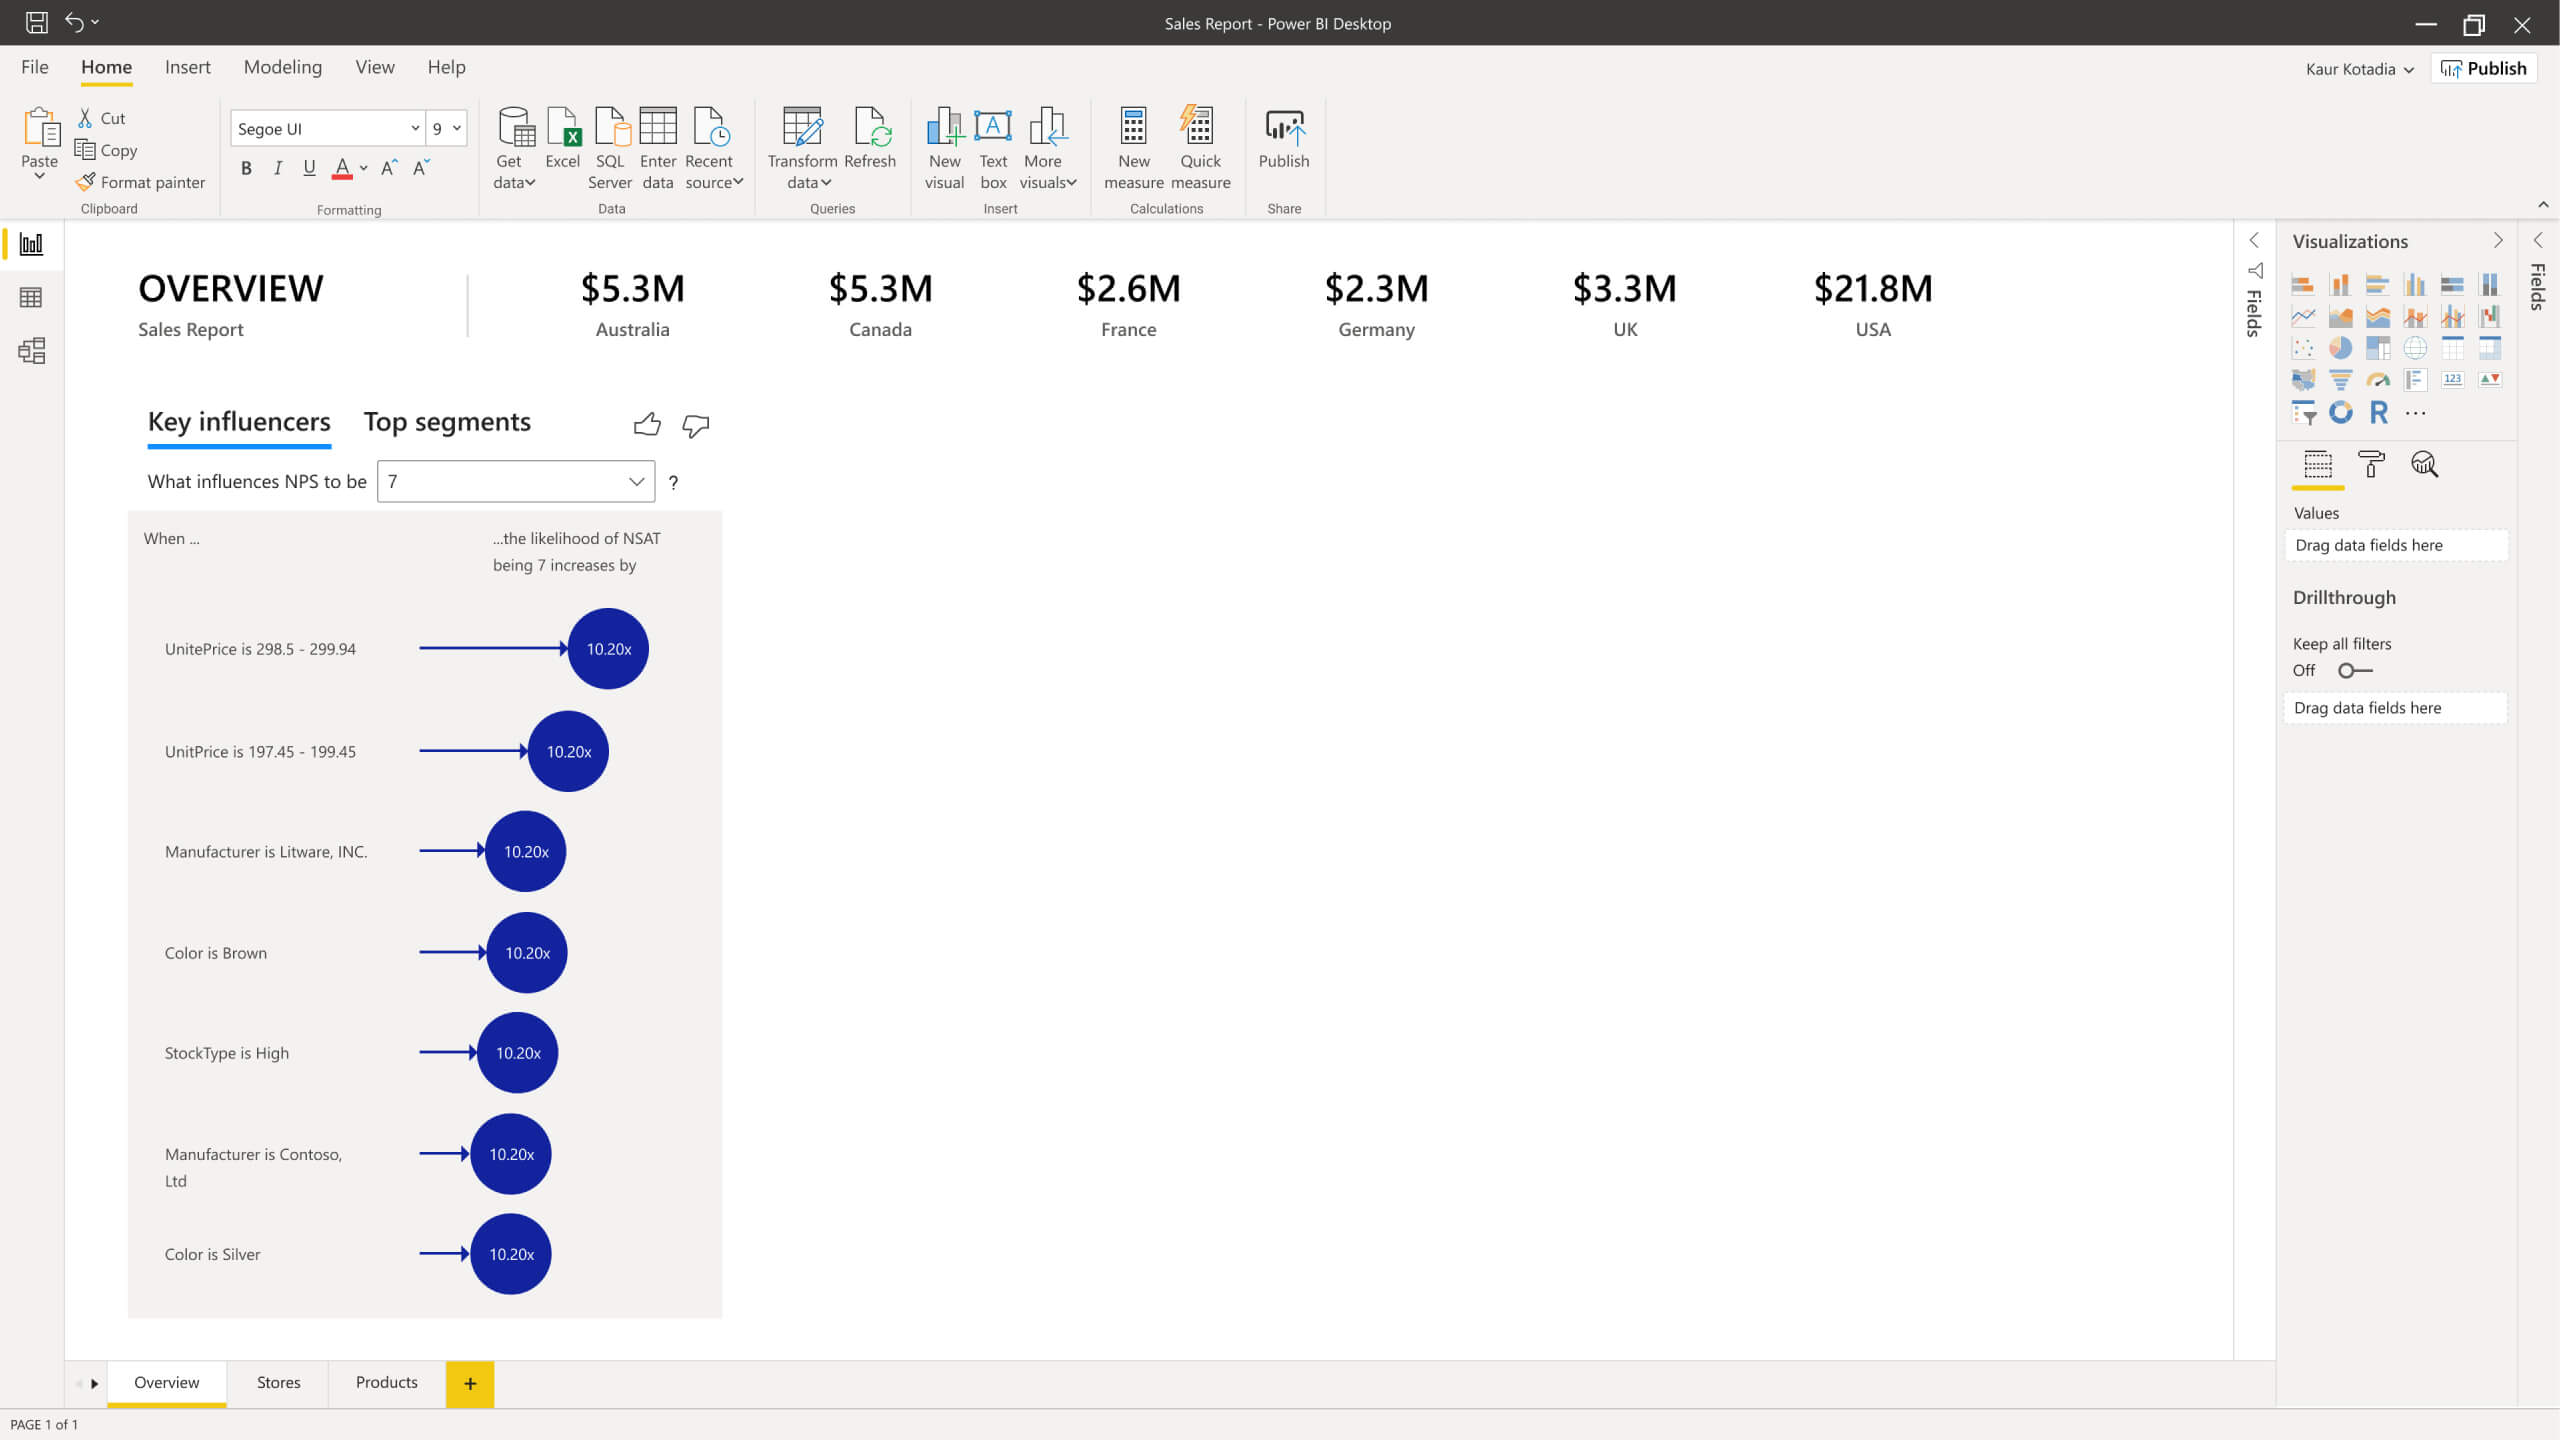 Sales Report - Power BI Desktop
File Home Insert Modeling View Help
Kaur Kotadia Publish
Paste
Cut
Copy
Format painter
Clipboard
Segoe UI 9
B I U A A A
Formatting
Get data
Excel
SQL Server
Enter data
Recent source
Data
Transform data
Refresh
Queries
New visual
Text box
More visuals
Insert
New measure
Quick measure
Calculations
Publish
Share
OVERVIEW
Sales Report
$5.3M
Australia
$5.3M
Canada
$2.6M
France
$2.3M
Germany
$3.3M
UK
$21.8M
USA
Key influencers Top segments
What influences NPS to be 7 ?
When ...
...the likelihood of NSAT
being 7 increases by
UnitePrice is 298.5 - 299.94 10.20x
UnitPrice is 197.45 - 199.45 10.20x
Manufacturer is Litware, INC. 10.20x
Color is Brown 10.20x
StockType is High 10.20x
Manufacturer is Contoso,
Ltd
10.20x
Color is Silver 10.20x
Fields
Visualizations
123
R ...
Values
Drag data fields here
Drillthrough
Keep all filters
Off
Drag data fields here
Fields
Overview Stores Products +
PAGE 1 of 1